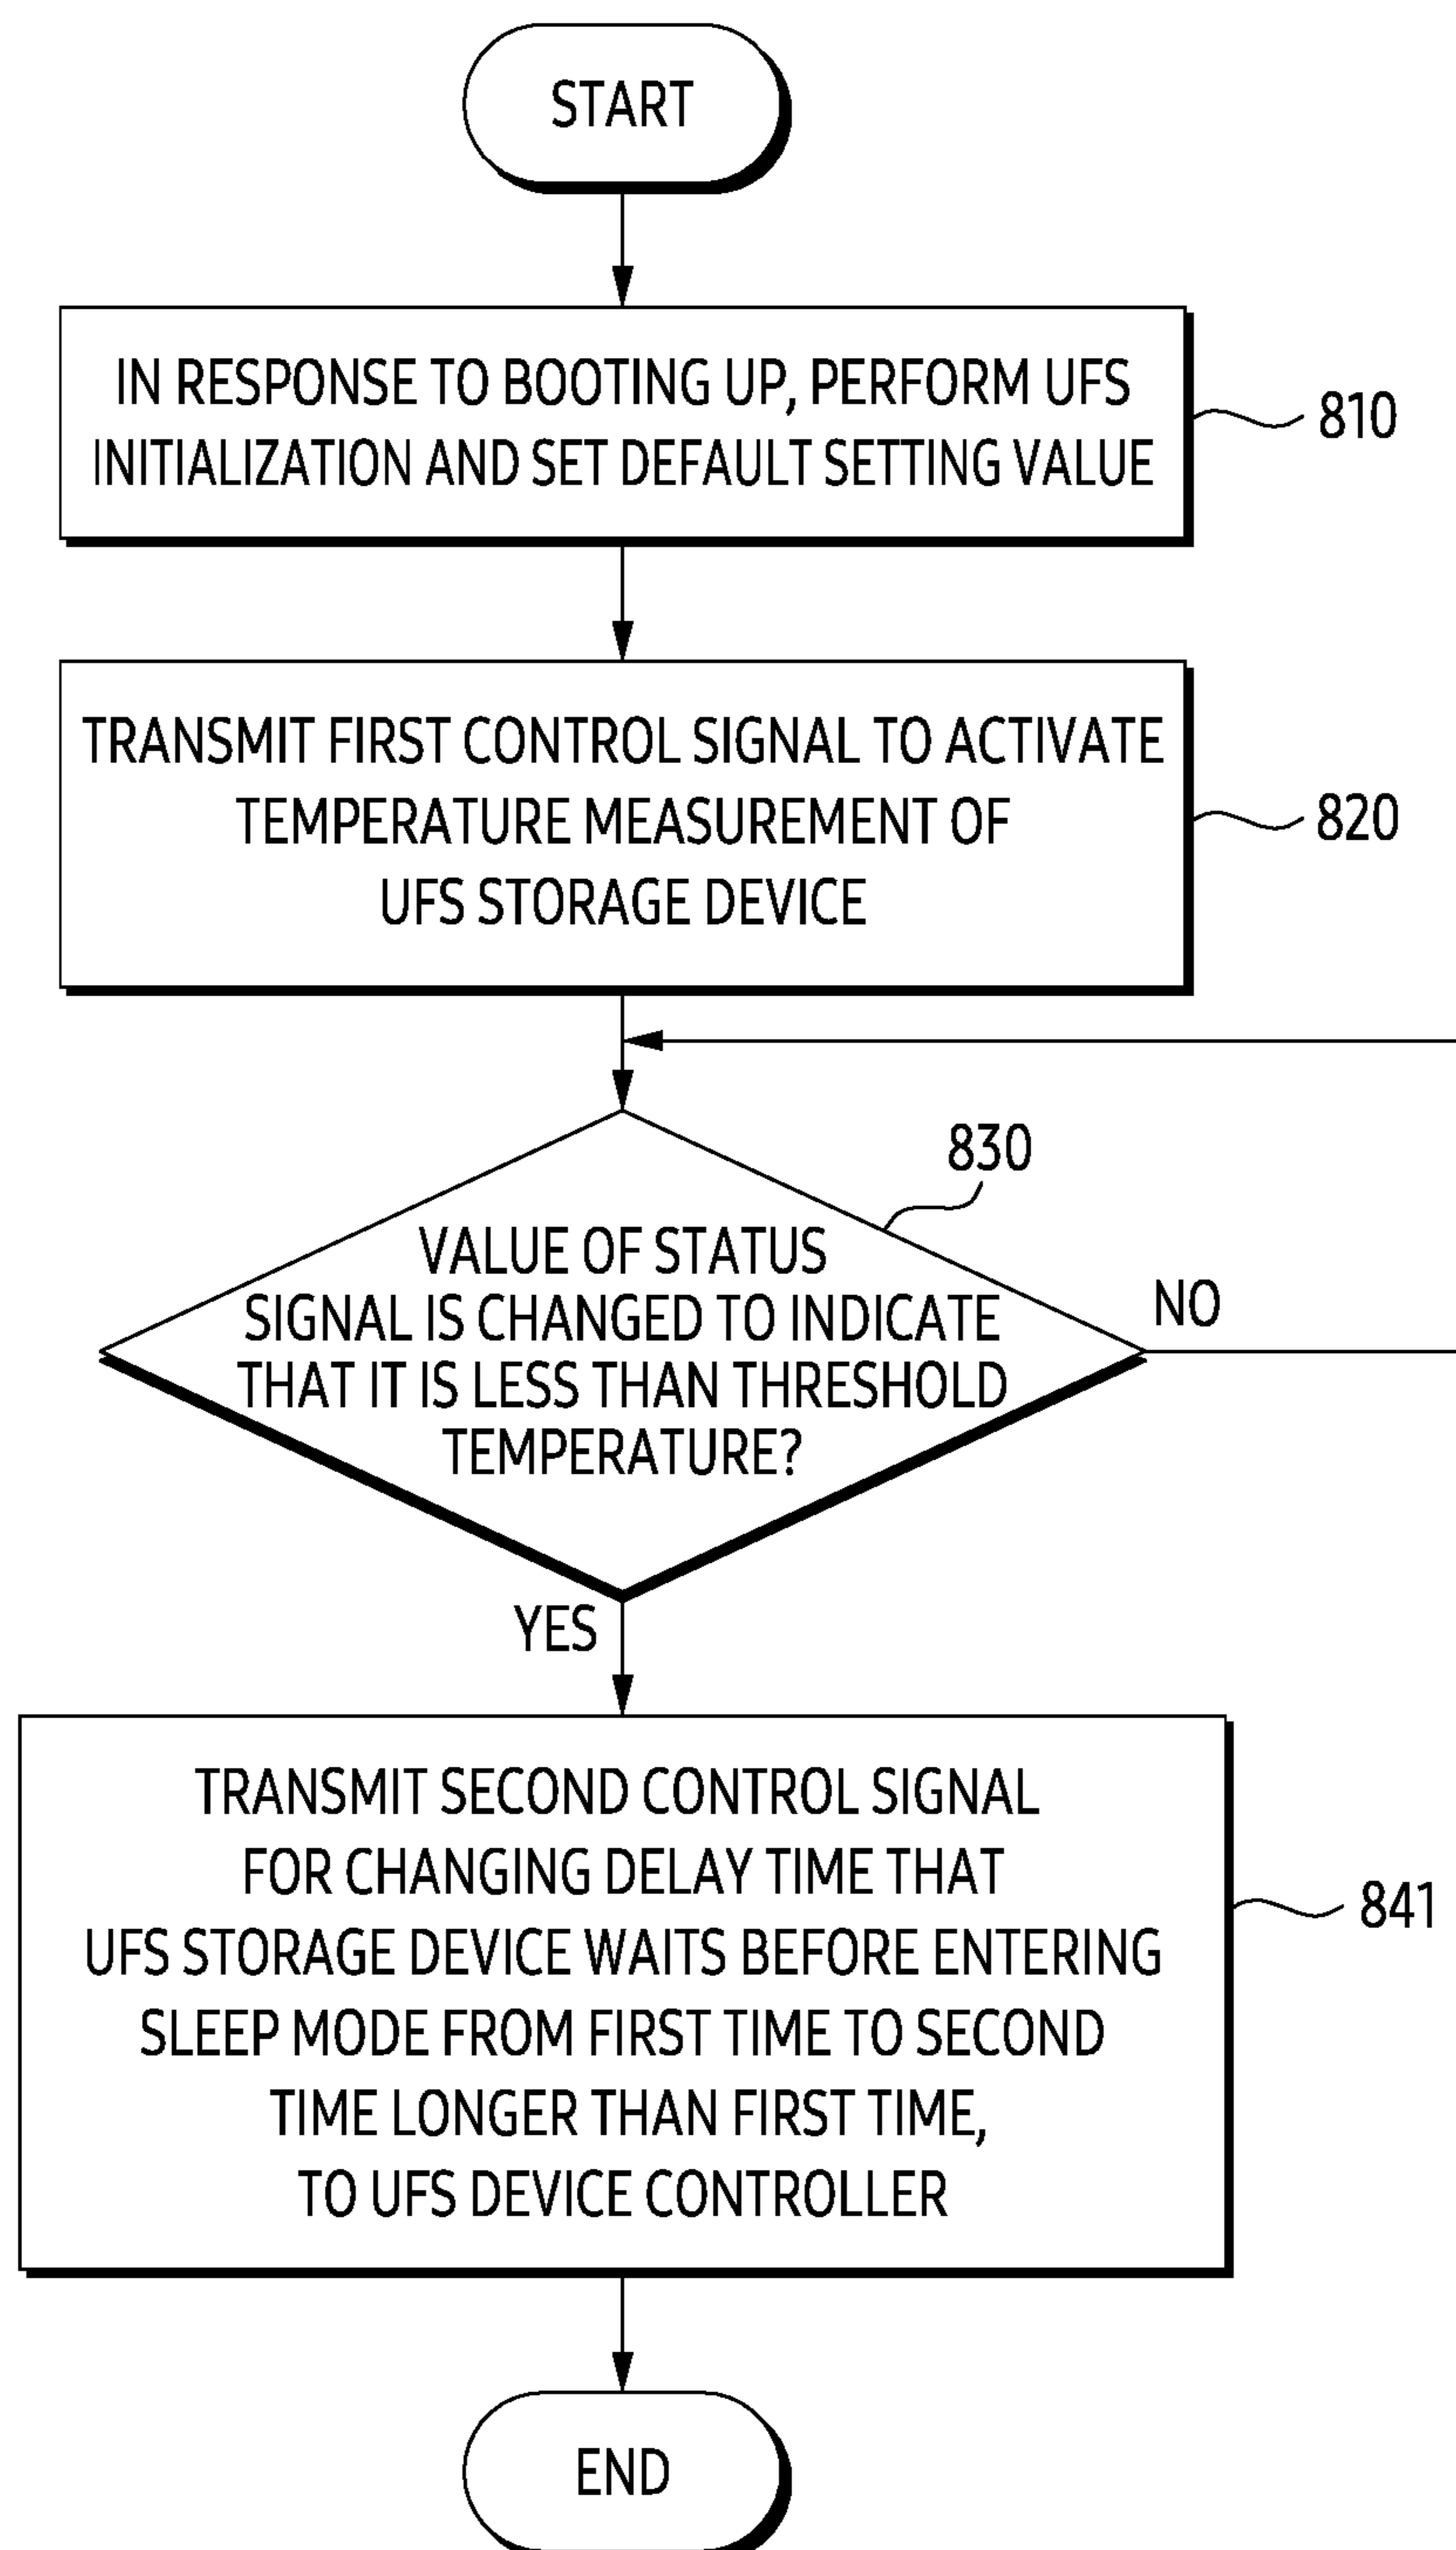 START
IN RESPONSE TO BOOTING UP, PERFORM UFS
INITIALIZATION AND SET DEFAULT SETTING VALUE
810
TRANSMIT FIRST CONTROL SIGNAL TO ACTIVATE
TEMPERATURE MEASUREMENT OF
UFS STORAGE DEVICE
820
830
VALUE OF STATUS
SIGNAL IS CHANGED TO INDICATE
THAT IT IS LESS THAN THRESHOLD
TEMPERATURE?
NO
YES
TRANSMIT SECOND CONTROL SIGNAL
FOR CHANGING DELAY TIME THAT
UFS STORAGE DEVICE WAITS BEFORE ENTERING
SLEEP MODE FROM FIRST TIME TO SECOND
TIME LONGER THAN FIRST TIME,
TO UFS DEVICE CONTROLLER
841
END